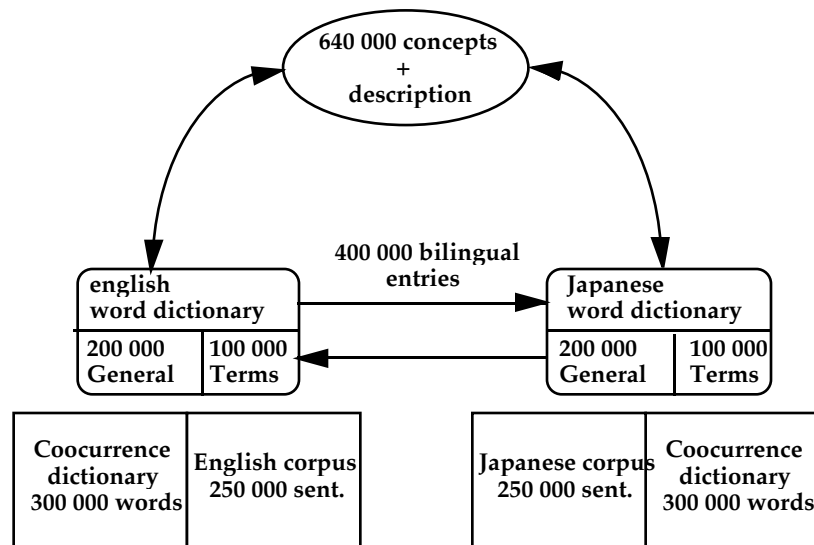 640 000 concepts
+
description
400 000 bilingual
entries
english
word dictionary
200 000
General
100 000
Terms
Japanese
word dictionary
200 000
General
100 000
Terms
Coocurrence
dictionary
300 000 words
English corpus
250 000 sent.
Japanese corpus
250 000 sent.
Coocurrence
dictionary
300 000 words